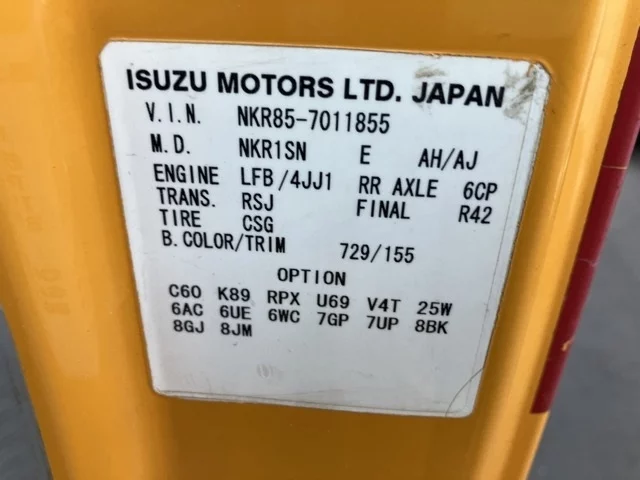 ISUZU MOTORS LTD. JAPAN
V.I.N. NKR85-7011855
M.D. NKR1SN E AH/AJ
ENGINE LFB/4JJ1 RR AXLE 6CP
TRANS. RSJ FINAL R42
TIRE CSG
B.COLOR/TRIM 729/155
OPTION
C60 K89 RPX U69 V4T 25W
6AC 6UE 6WC 7GP 7UP 8BK
8GJ 8JM